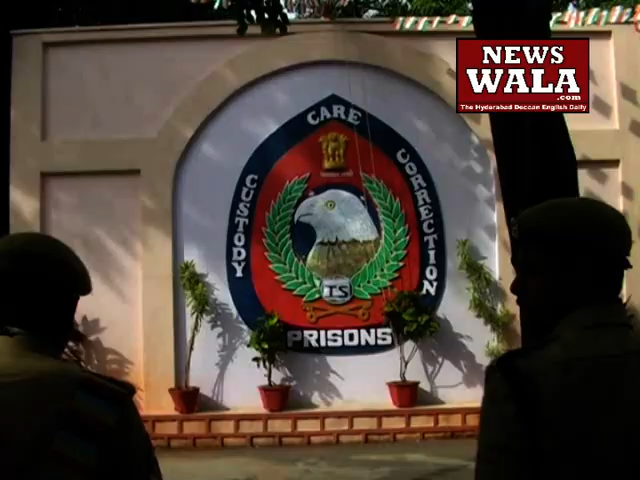 NEWS
WALA
.com
The Hyderabad Deccan English Daily
CARE
CUSTODY
CORRECTION
TS
PRISONS